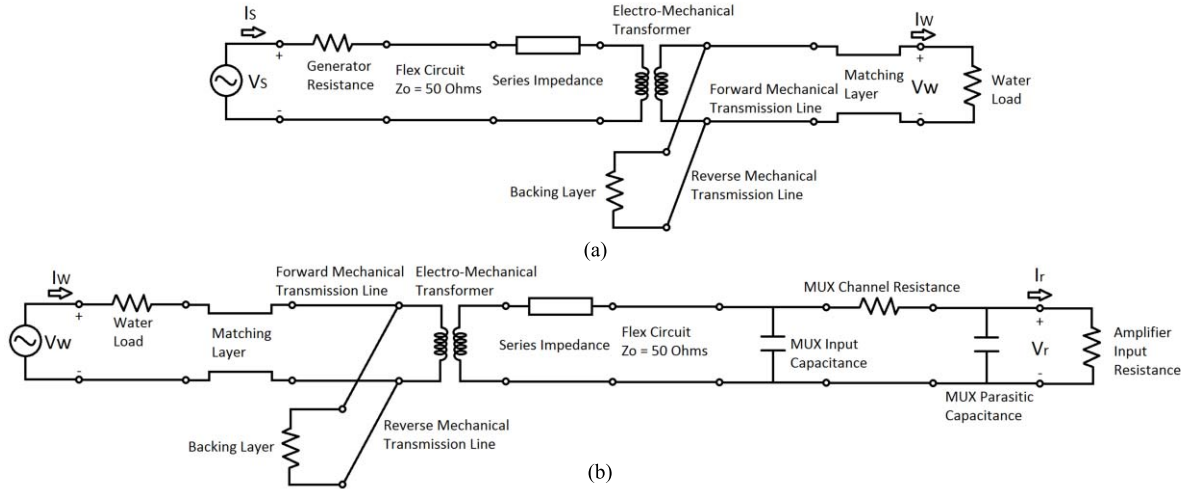 Is
Electro-Mechanical
Transformer
Iw
+
Vs
-
Generator
Resistance
Flex Circuit
Zo = 50 Ohms
Series Impedance
Forward Mechanical
Transmission Line
Matching
Layer
+
Vw
-
Water
Load
Backing Layer
Reverse Mechanical
Transmission Line
(a)
Iw
+
Vw
-
Water
Load
Matching
Layer
Forward Mechanical
Transmission Line
Electro-Mechanical
Transformer
Series Impedance
Flex Circuit
Zo = 50 Ohms
MUX Input
Capacitance
MUX Channel Resistance
Ir
+
Vr
-
Amplifier
Input
Resistance
MUX Parasitic
Capacitance
Backing Layer
Reverse Mechanical
Transmission Line
(b)